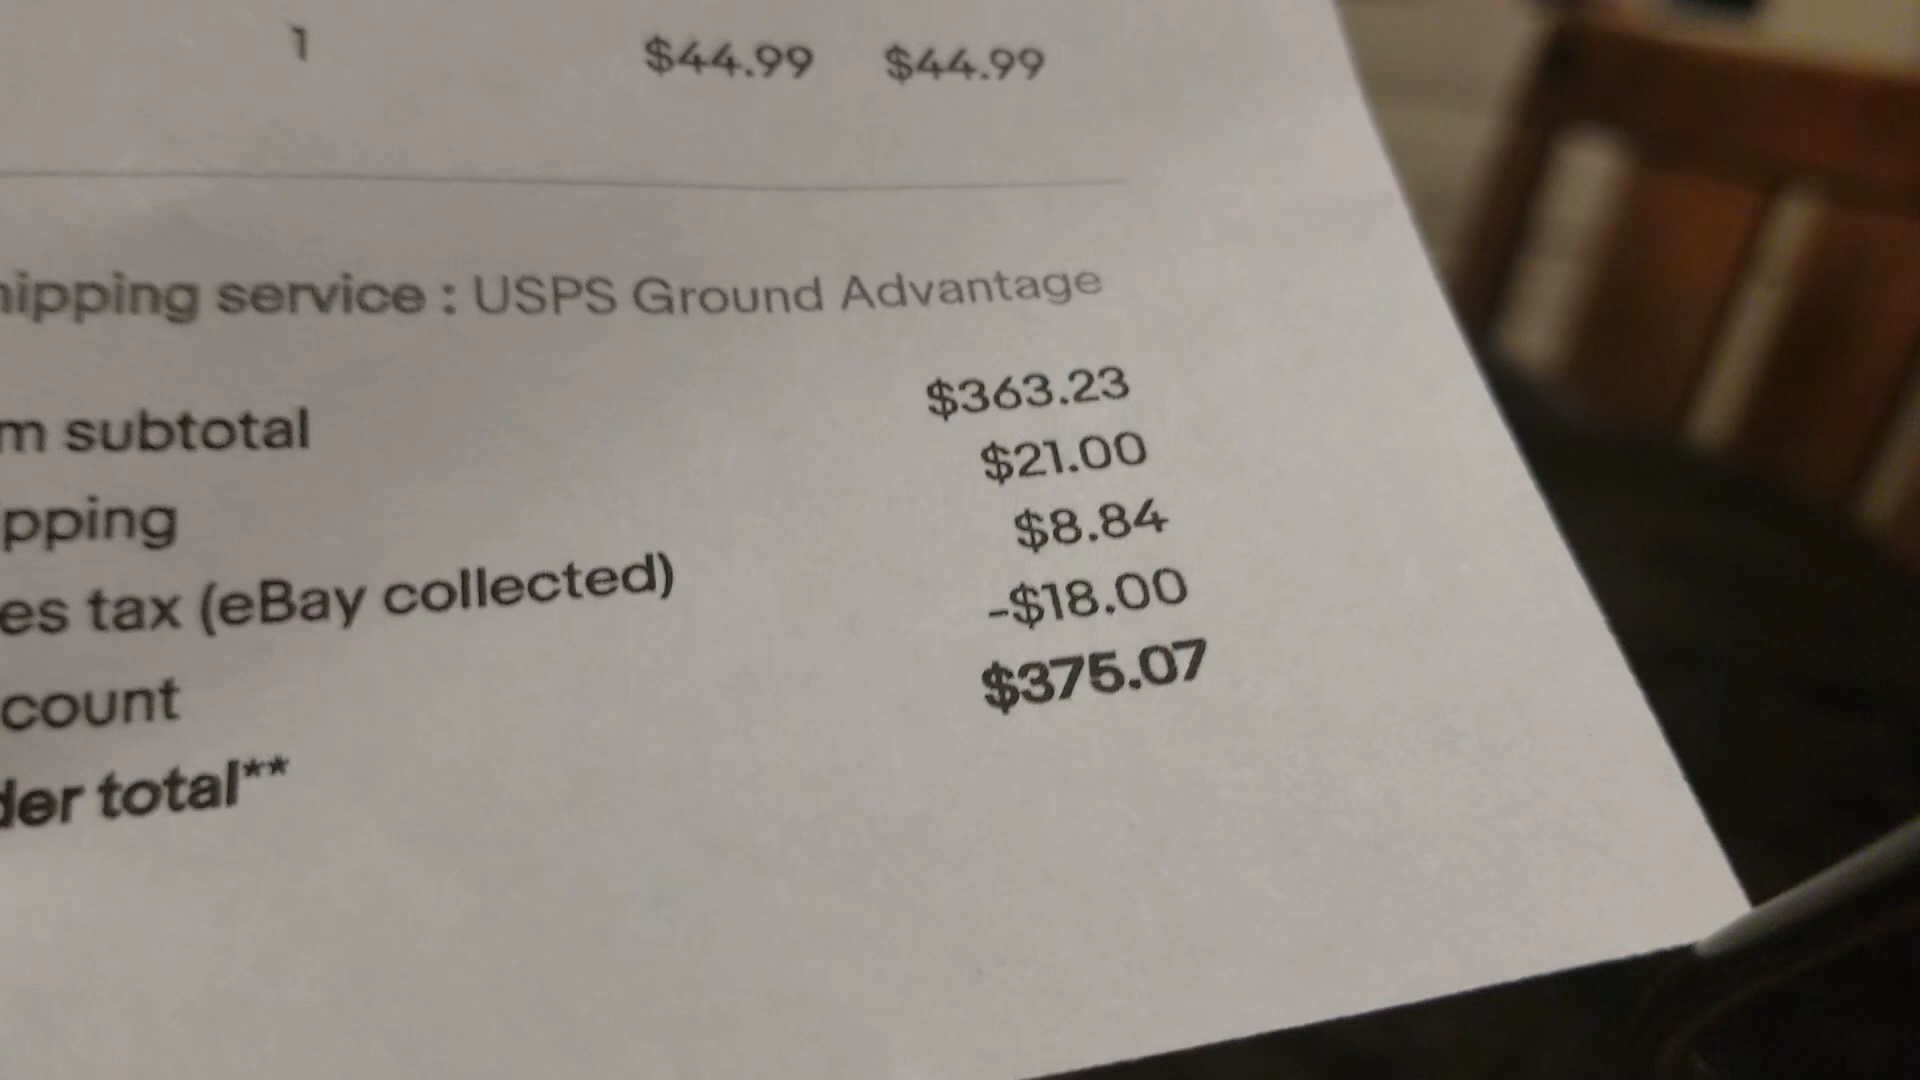 1 $44.99 $44.99
hipping service : USPS Ground Advantage
m subtotal $363.23
pping $21.00
es tax (eBay collected) $8.84
count -$18.00
der total** $375.07